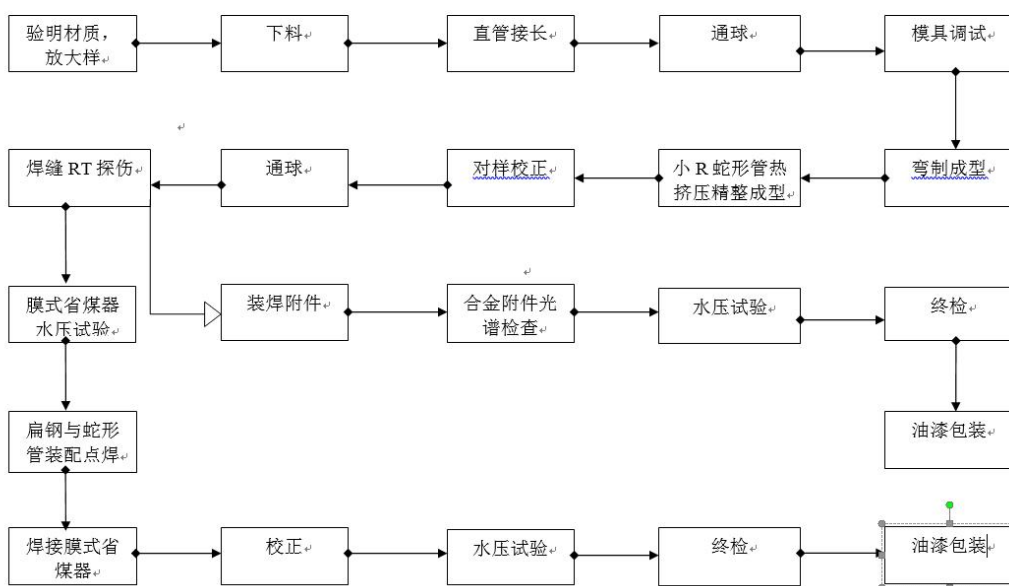 验明材质，
放大样
下料
直管接长
通球
模具调试
焊缝 RT 探伤
通球
对样校正
小 R 蛇形管热
挤压精整成型
弯制成型
膜式省煤器
水压试验
装焊附件
合金附件光
谱检查
水压试验
终检
扁钢与蛇形
管装配点焊
油漆包装
焊接膜式省
煤器
校正
水压试验
终检
油漆包装